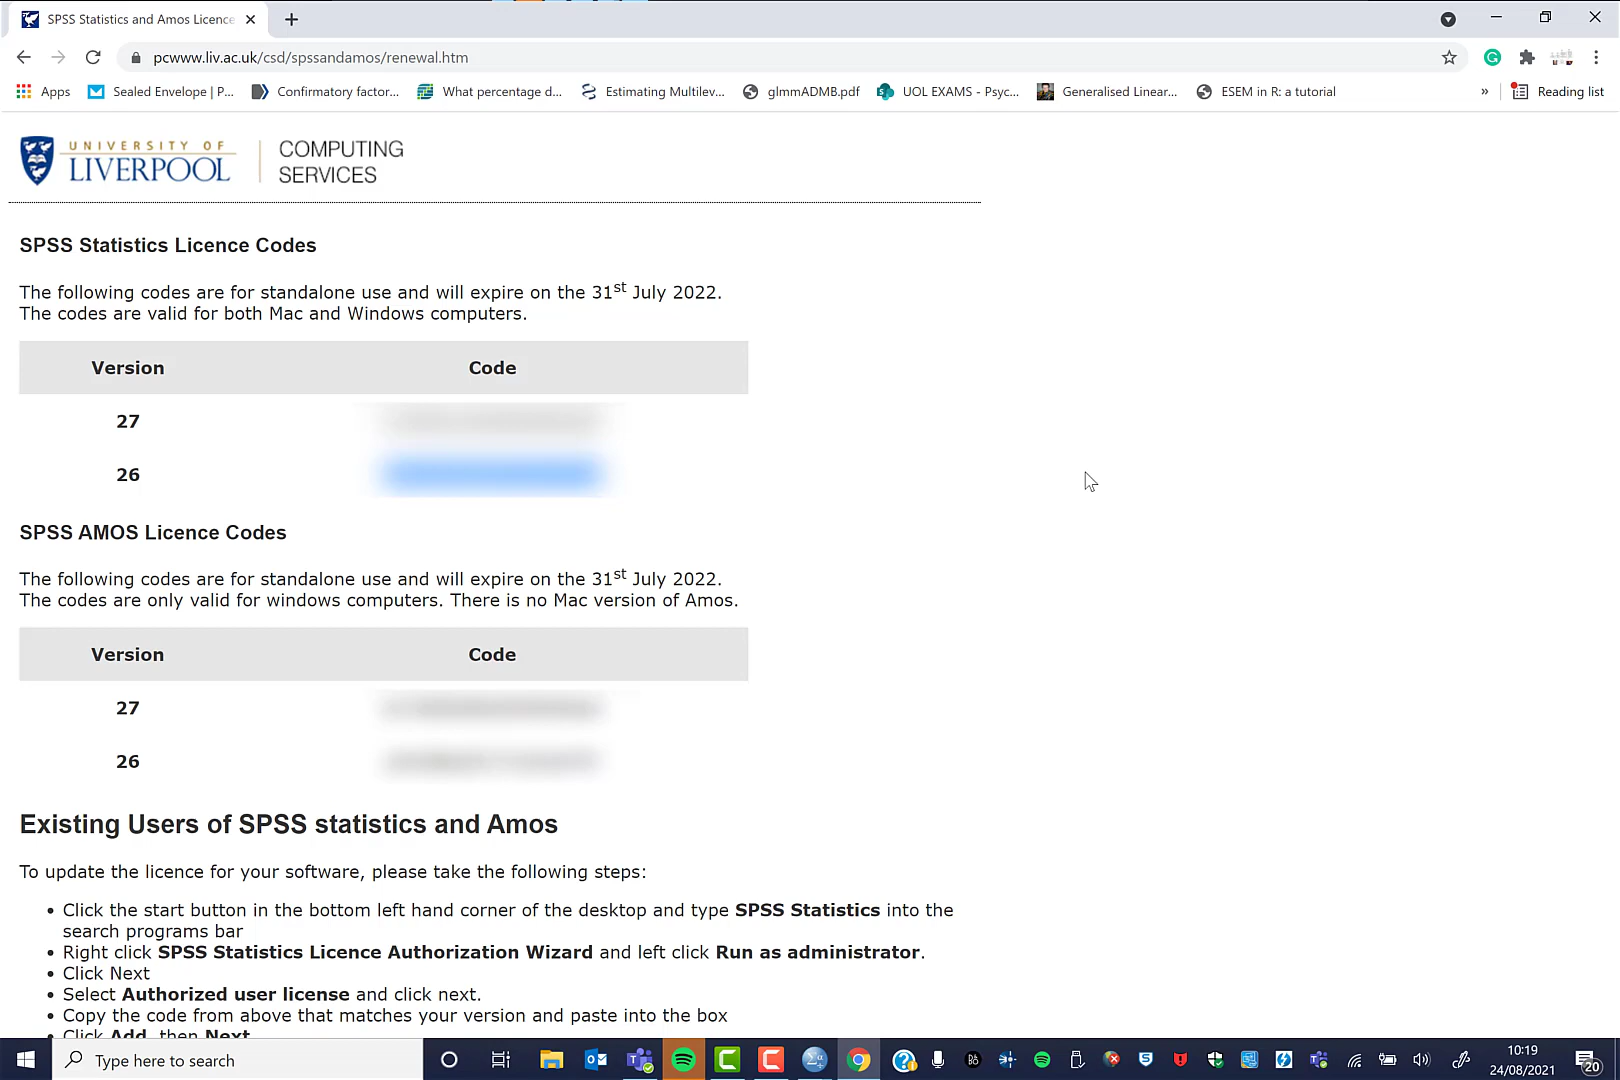 SPSS Statistics and Amos Licence
pcwww.liv.ac.uk/csd/spssandamos/renewal.htm
Apps
Sealed Envelope | P...
Confirmatory factor...
What percentage d...
Estimating Multilev...
glmmADMB.pdf
UOL EXAMS - Psyc...
Generalised Linear...
ESEM in R: a tutorial
»
Reading list
UNIVERSITY OF
LIVERPOOL
COMPUTING
SERVICES
SPSS Statistics Licence Codes
The following codes are for standalone use and will expire on the 31st July 2022.
The codes are valid for both Mac and Windows computers.
Version Code
27
26
SPSS AMOS Licence Codes
The following codes are for standalone use and will expire on the 31st July 2022.
The codes are only valid for windows computers. There is no Mac version of Amos.
Version Code
27
26
Existing Users of SPSS statistics and Amos
To update the licence for your software, please take the following steps:
• Click the start button in the bottom left hand corner of the desktop and type SPSS Statistics into the
search programs bar
• Right click SPSS Statistics Licence Authorization Wizard and left click Run as administrator.
• Click Next
• Select Authorized user license and click next.
• Copy the code from above that matches your version and paste into the box
• Click Add, then Next
Type here to search
10:19
24/08/2021
20